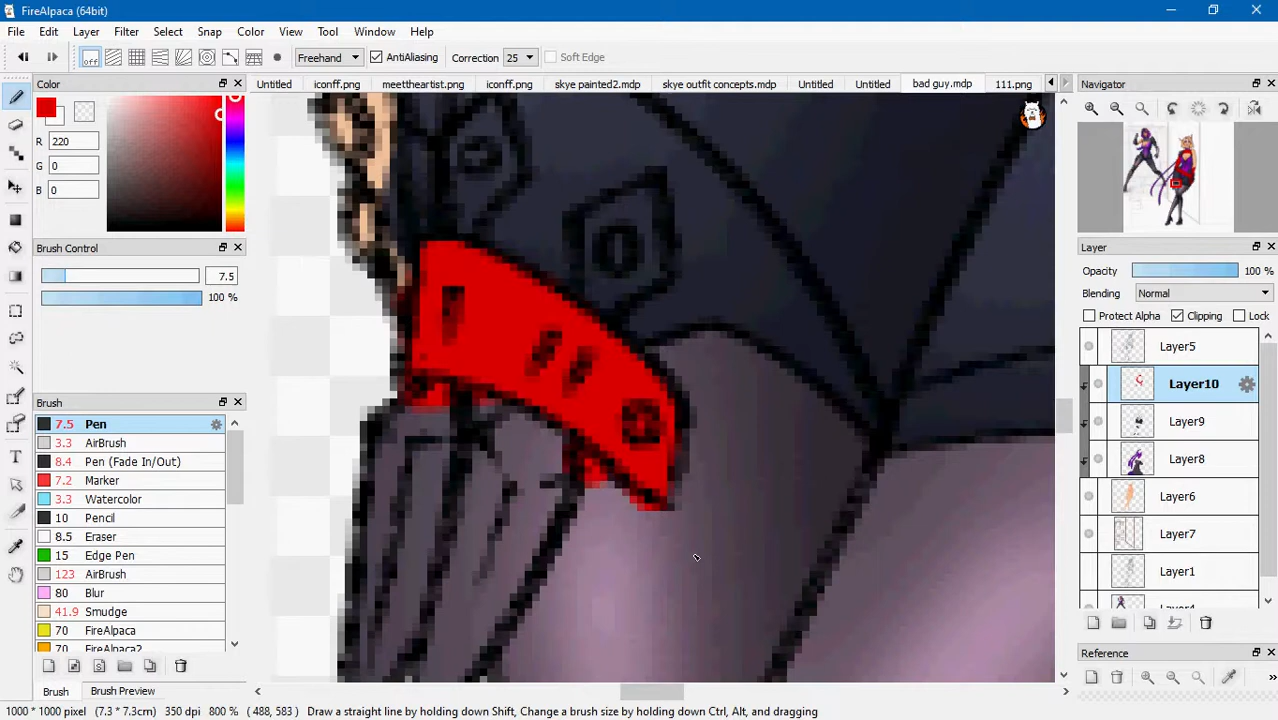 FireAlpaca (64bit)
File Edit Layer Filter Select Snap Color View Tool Window Help
off Freehand AntiAliasing Correction 25 Soft Edge
Color
Untitled iconff.png meettheartist.png iconff.png skye painted2.mdp skye outfit concepts.mdp Untitled Untitled bad guy.mdp 111.png
Navigator
R 220
G 0
B 0
Brush Control
7.5
100 %
Brush
7.5 Pen
3.3 AirBrush
8.4 Pen (Fade In/Out)
7.2 Marker
3.3 Watercolor
10 Pencil
8.5 Eraser
15 Edge Pen
123 AirBrush
80 Blur
41.9 Smudge
70 FireAlpaca
70 FireAlpaca2
Brush Brush Preview
Layer
Opacity 100 %
Blending Normal
Protect Alpha Clipping Lock
Layer5
Layer10
Layer9
Layer8
Layer6
Layer7
Layer1
Layer4
Reference
1000 * 1000 pixel (7.3 * 7.3cm) 350 dpi 800 % ( 488, 583 ) Draw a straight line by holding down Shift, Change a brush size by holding down Ctrl, Alt, and dragging